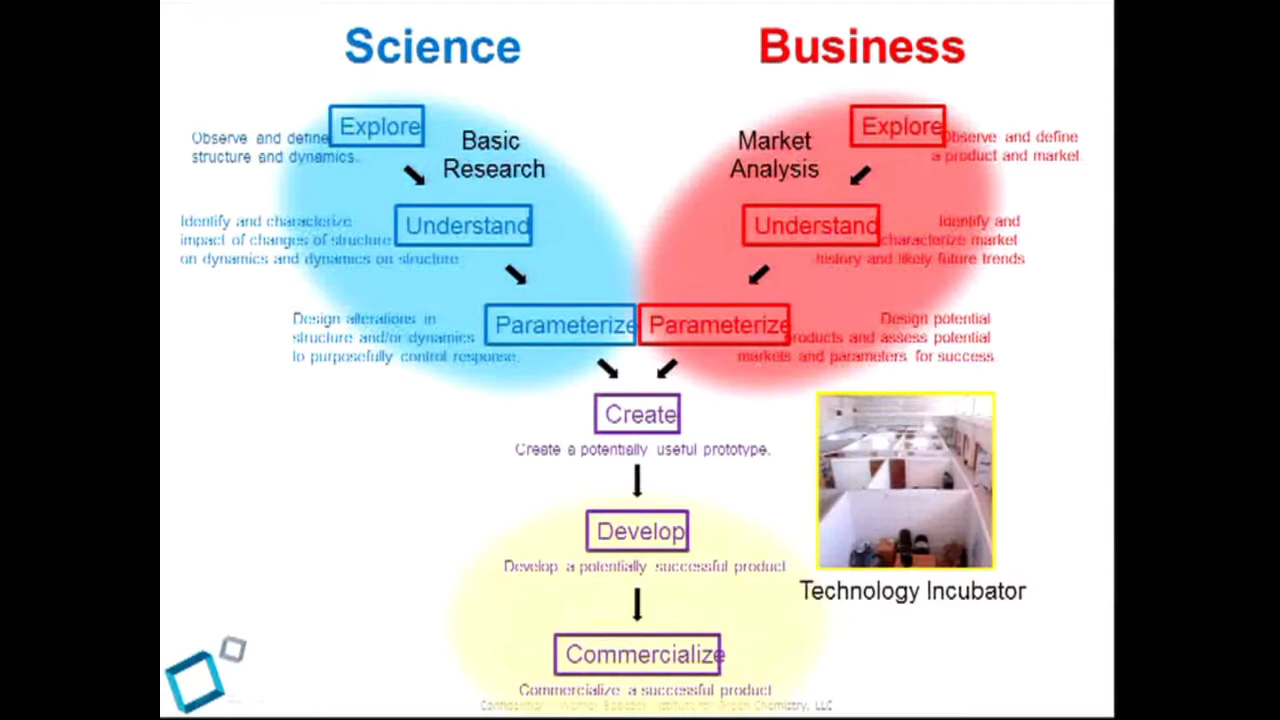 Science
Business
Explore
Observe and define
structure and dynamics.
Basic
Research
Understand
Identify and characterize
impact of changes of structure
on dynamics and dynamics on structure
Parameterize
Design alterations in
structure and/or dynamics
to purposefully control response.
Market
Analysis
Explore
Observe and define
a product and market.
Understand
Identify and
characterize market
history and likely future trends
Parameterize
Design potential
products and assess potential
markets and parameters for success
Create
Create a potentially useful prototype.
Develop
Develop a potentially successful product
Technology Incubator
Commercialize
Commercialize a successful product
Chemistry, LLC